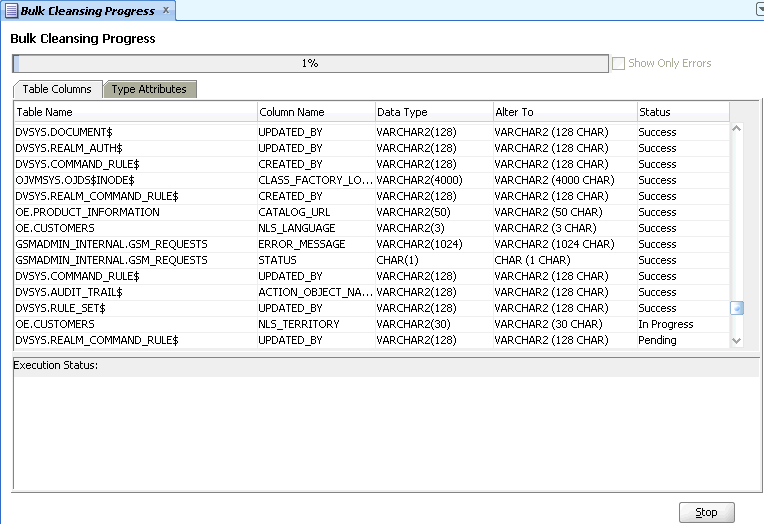 Bulk Cleansing Progress x
Bulk Cleansing Progress
1% Show Only Errors
Table Columns Type Attributes
Table Name Column Name Data Type Alter To Status
DVSYS.DOCUMENT$ UPDATED_BY VARCHAR2(128) VARCHAR2 (128 CHAR) Success
DVSYS.REALM_AUTH$ UPDATED_BY VARCHAR2(128) VARCHAR2 (128 CHAR) Success
DVSYS.COMMAND_RULE$ CREATED_BY VARCHAR2(128) VARCHAR2 (128 CHAR) Success
OJVMSYS.OJDS$INODE$ CLASS_FACTORY_LO... VARCHAR2(4000) VARCHAR2 (4000 CHAR) Success
DVSYS.REALM_COMMAND_RULE$ CREATED_BY VARCHAR2(128) VARCHAR2 (128 CHAR) Success
OE.PRODUCT_INFORMATION CATALOG_URL VARCHAR2(50) VARCHAR2 (50 CHAR) Success
OE.CUSTOMERS NLS_LANGUAGE VARCHAR2(3) VARCHAR2 (3 CHAR) Success
GSMADMIN_INTERNAL.GSM_REQUESTS ERROR_MESSAGE VARCHAR2(1024) VARCHAR2 (1024 CHAR) Success
GSMADMIN_INTERNAL.GSM_REQUESTS STATUS CHAR(1) CHAR (1 CHAR) Success
DVSYS.COMMAND_RULE$ UPDATED_BY VARCHAR2(128) VARCHAR2 (128 CHAR) Success
DVSYS.AUDIT_TRAIL$ ACTION_OBJECT_NA... VARCHAR2(128) VARCHAR2 (128 CHAR) Success
DVSYS.RULE_SET$ UPDATED_BY VARCHAR2(128) VARCHAR2 (128 CHAR) Success
OE.CUSTOMERS NLS_TERRITORY VARCHAR2(30) VARCHAR2 (30 CHAR) In Progress
DVSYS.REALM_COMMAND_RULE$ UPDATED_BY VARCHAR2(128) VARCHAR2 (128 CHAR) Pending
Execution Status:
Stop